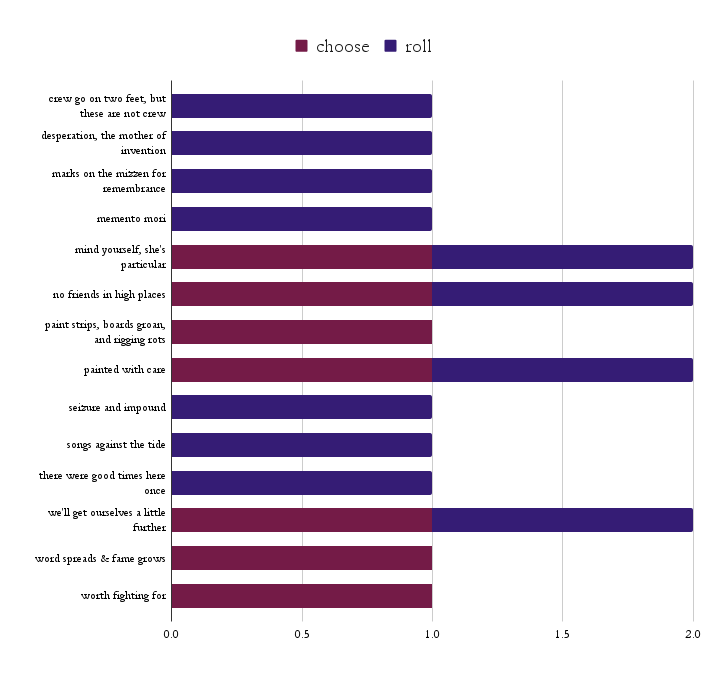 choose roll
crew go on two feet, but
these are not crew
desperation, the mother of
invention
marks on the mizzen for
remembrance
memento mori
mind yourself, she's
particular
no friends in high places
paint strips, boards groan,
and rigging rots
painted with care
seizure and impound
songs against the tide
there were good times here
once
we'll get ourselves a little
further
word spreads & fame grows
worth fighting for
0.0 0.5 1.0 1.5 2.0